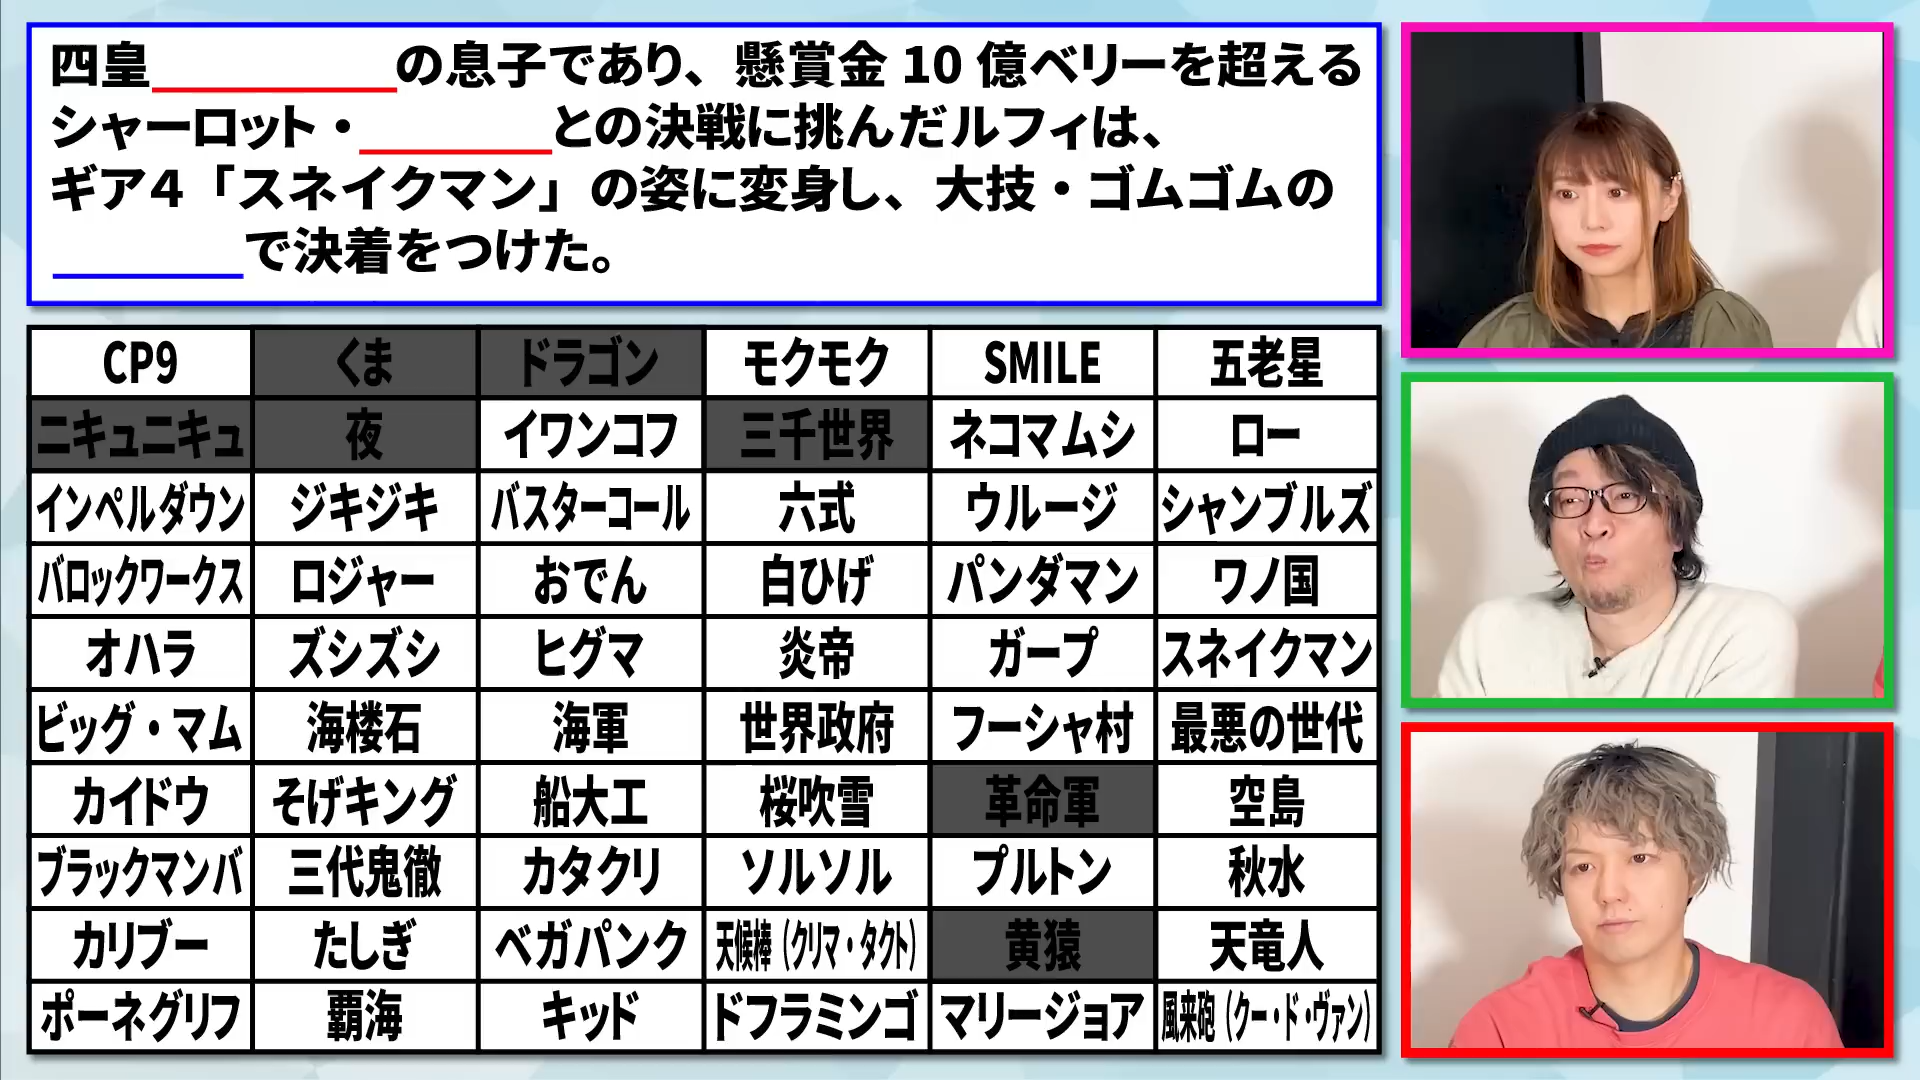 四皇＿＿＿＿＿の息子であり、懸賞金 10 億ベリーを超える
シャーロット・＿＿＿＿との決戦に挑んだルフィは、
ギア４「スネイクマン」の姿に変身し、大技・ゴムゴムの
＿＿＿＿で決着をつけた。
CP9 くま ドラゴン モクモク SMILE 五老星
ニキュニキュ 夜 イワンコフ 三千世界 ネコマムシ ロー
インペルダウン ジキジキ バスターコール 六式 ウルージ シャンブルズ
バロックワークス ロジャー おでん 白ひげ パンダマン ワノ国
オハラ ズシズシ ヒグマ 炎帝 ガープ スネイクマン
ビッグ・マム 海楼石 海軍 世界政府 フーシャ村 最悪の世代
カイドウ そげキング 船大工 桜吹雪 革命軍 空島
ブラックマンバ 三代鬼徹 カタクリ ソルソル プルトン 秋水
カリブー たしぎ ベガパンク 天候棒（クリマ・タクト） 黄猿 天竜人
ポーネグリフ 覇海 キッド ドフラミンゴ マリージョア 風来砲（クー・ド・ヴァン）